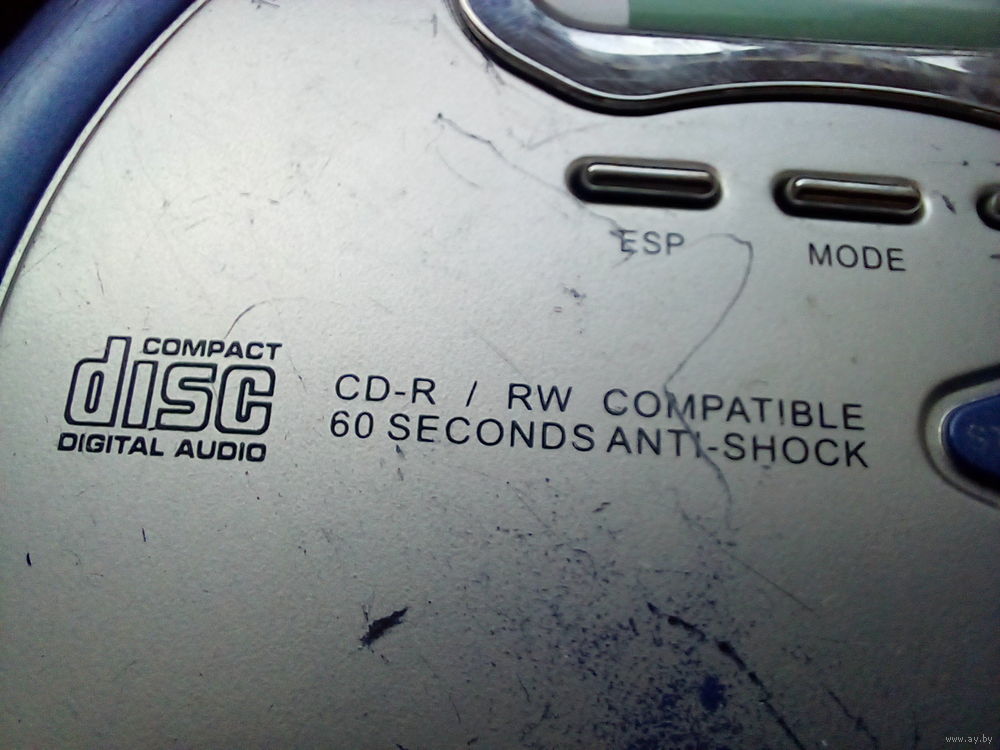 ESP
MODE
COMPACT
disc
DIGITAL AUDIO
CD-R / RW COMPATIBLE
60 SECONDS ANTI-SHOCK
www.ay.by